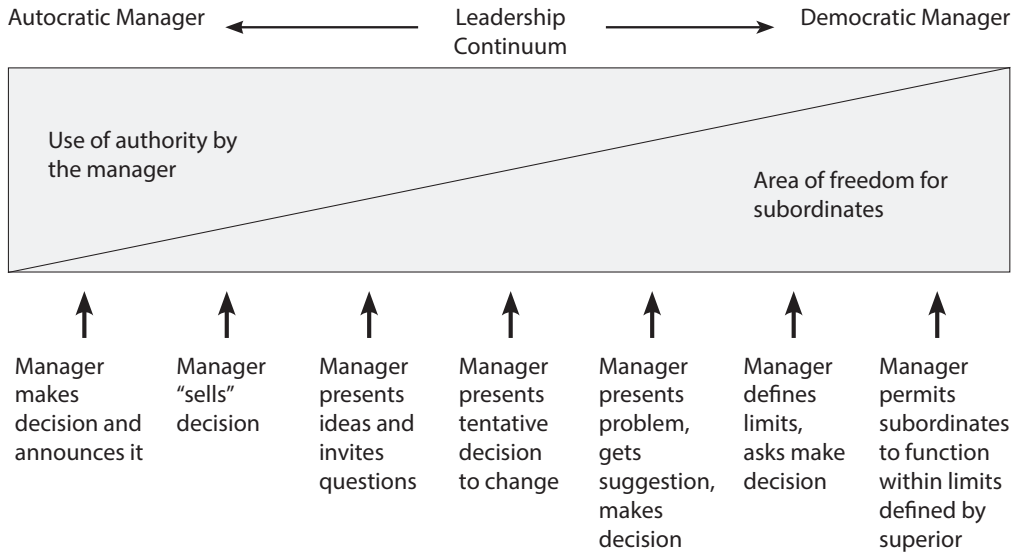 Autocratic Manager
Leadership
Continuum
Democratic Manager
Use of authority by
the manager
Area of freedom for
subordinates
Manager
makes
decision and
announces it
Manager
“sells”
decision
Manager
presents
ideas and
invites
questions
Manager
presents
tentative
decision
to change
Manager
presents
problem,
gets
suggestion,
makes
decision
Manager
defines
limits,
asks make
decision
Manager
permits
subordinates
to function
within limits
defined by
superior